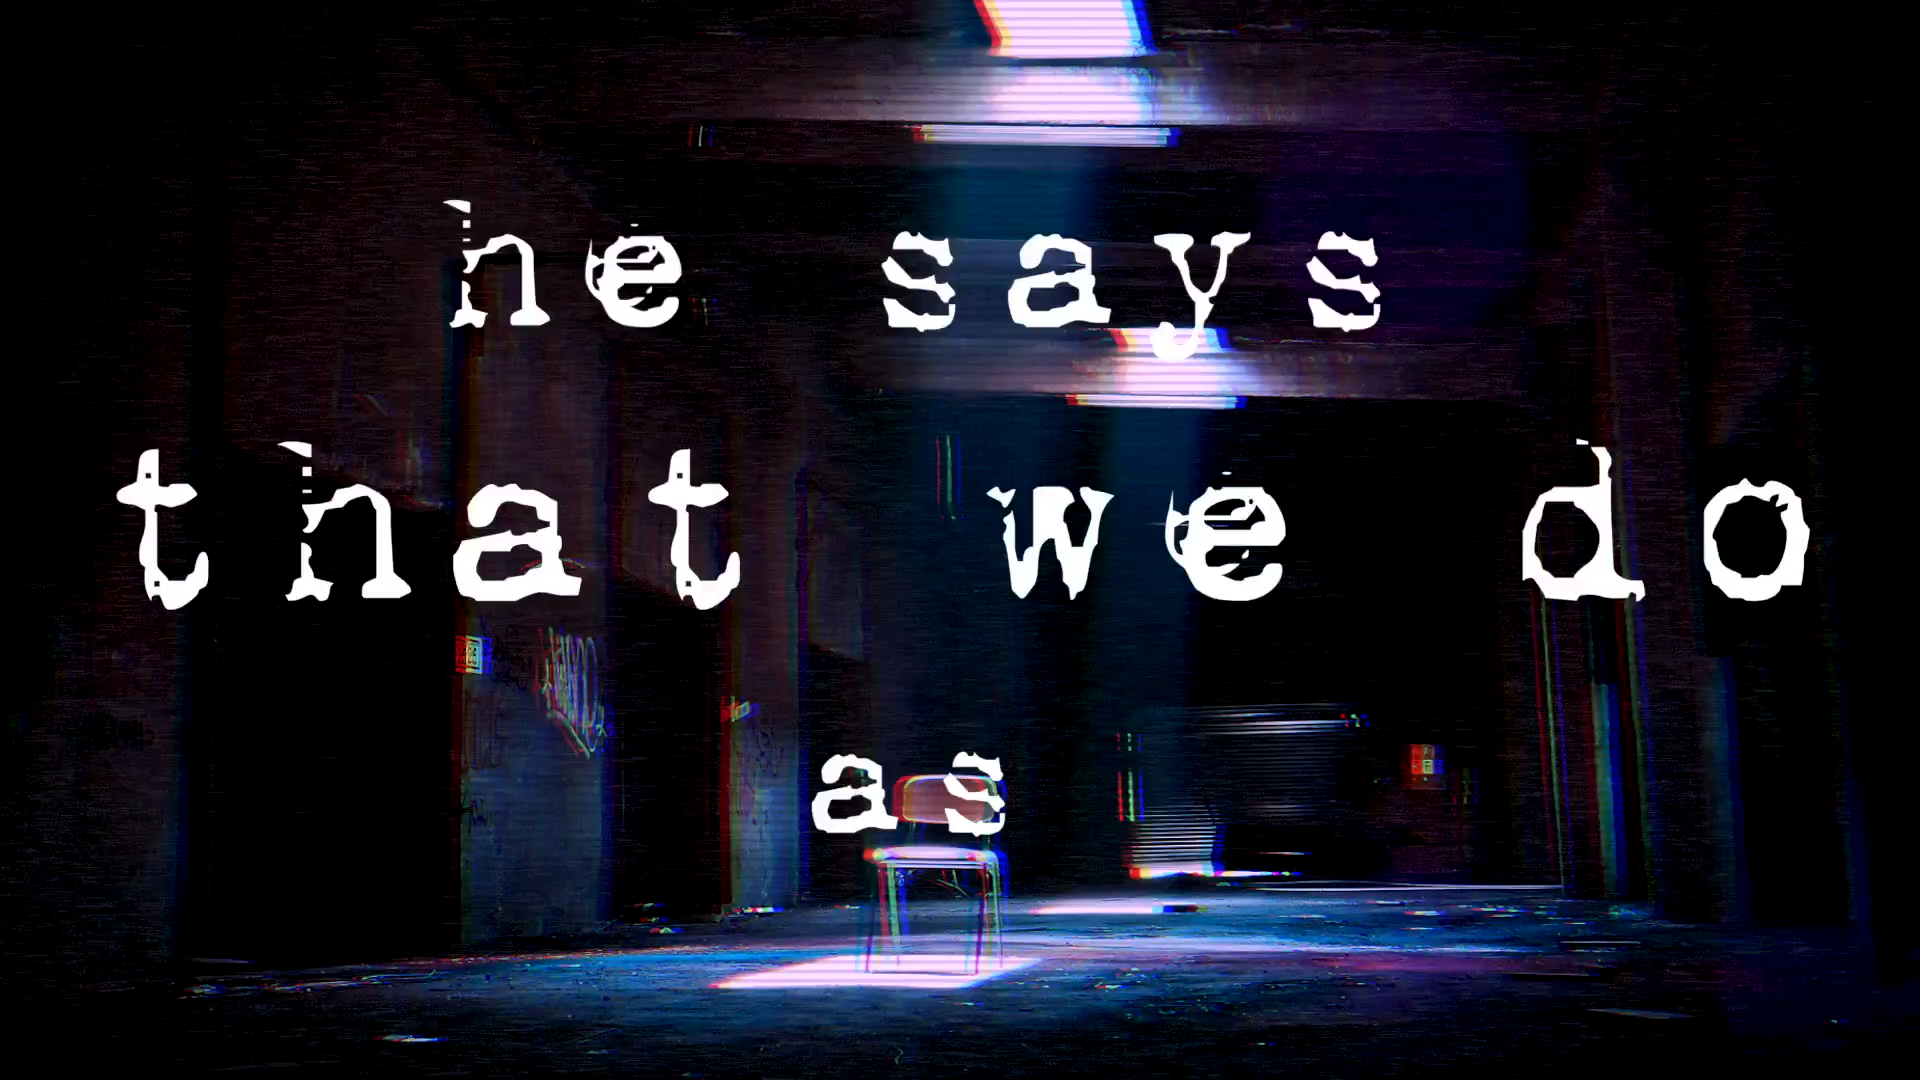 he says
that we do
as